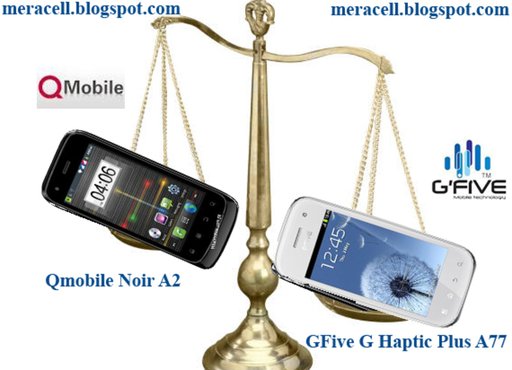 meracell.blogspot.com meracell.blogspot.com
QMobile
04:06
G'FIVE
TM
Mobile technology
12:45
Qmobile Noir A2
GFive G Haptic Plus A77